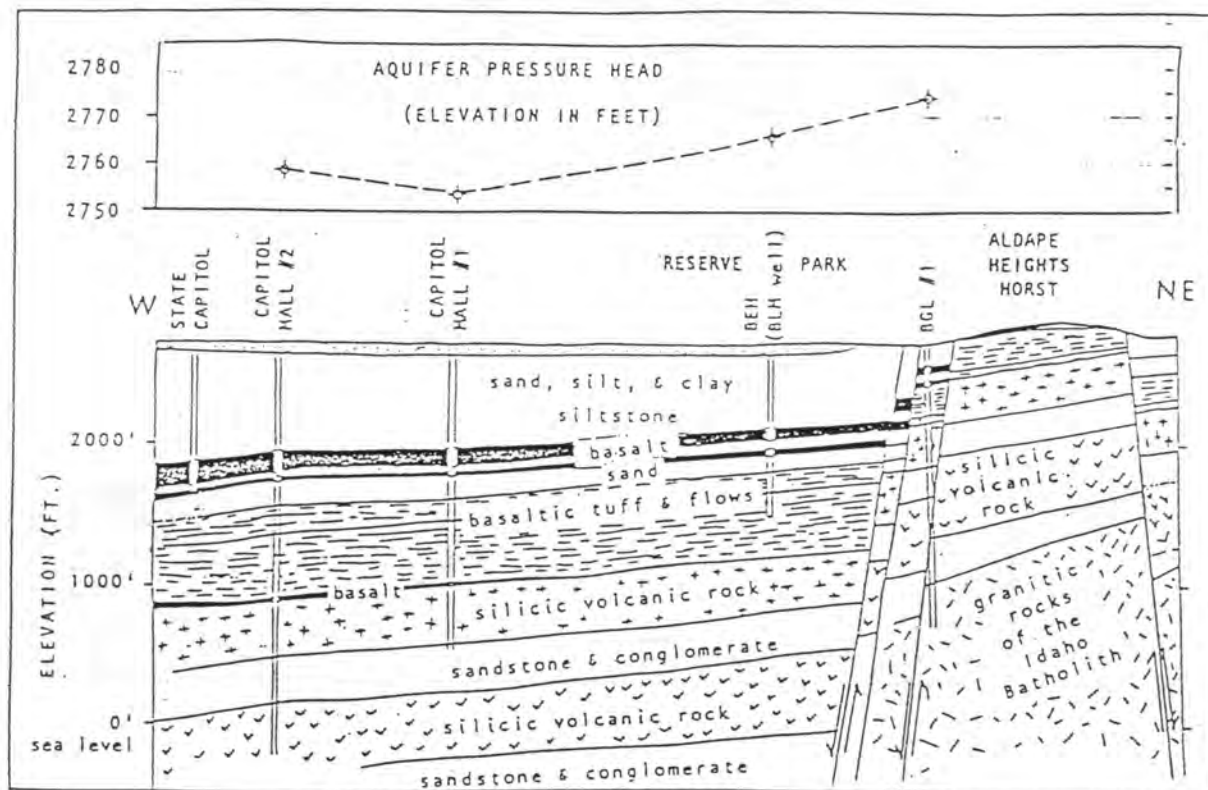 AQUIFER PRESSURE HEAD
(ELEVATION IN FEET)
2780
2770
2760
2750
W
STATE
CAPITOL
CAPITOL
HALL #2
CAPITOL
HALL #1
RESERVE PARK
BEH
(BLH well)
BGL #1
ALDAPE
HEIGHTS
HORST
NE
ELEVATION (FT.)
2000'
1000'
0'
sea level
sand, silt, & clay
siltstone
basalt
sand
basaltic tuff & flows
basalt
silicic volcanic rock
sandstone & conglomerate
silicic volcanic rock
sandstone & conglomerate
silicic
volcanic
rock
granitic
rocks
of the
Idaho
Batholith